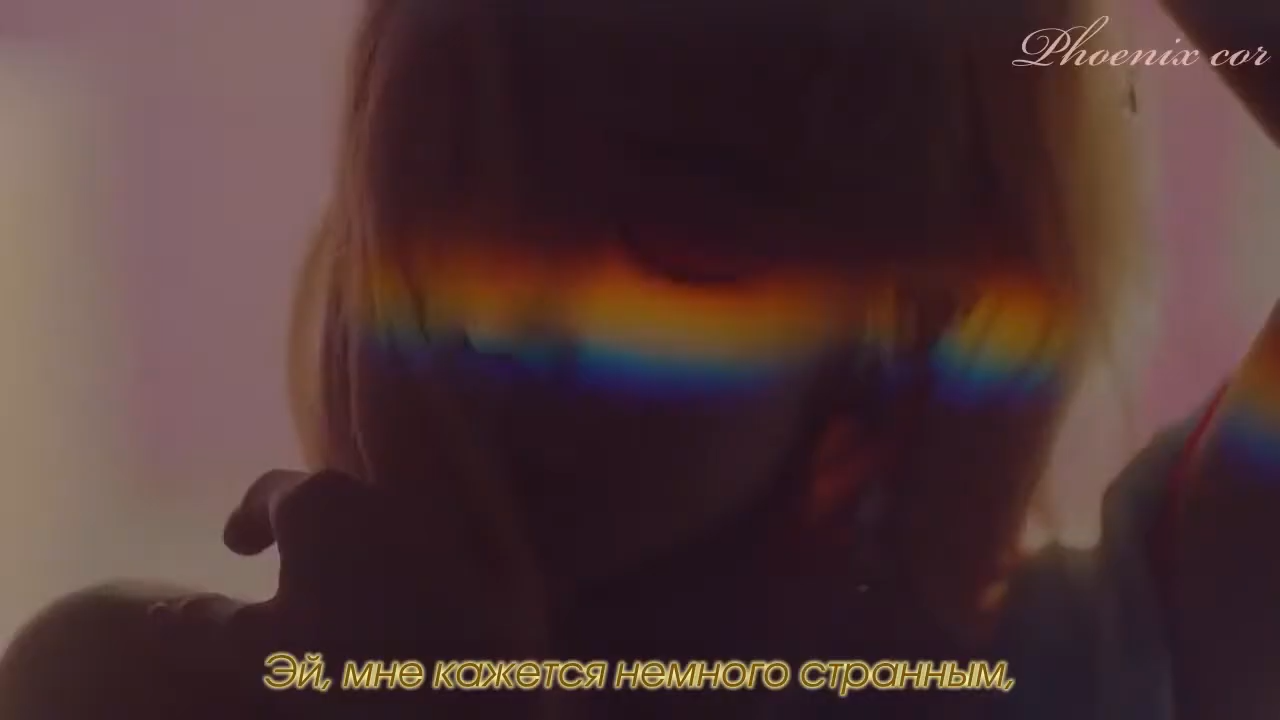 Phoenix cor
Эй, мне кажется немного странным,